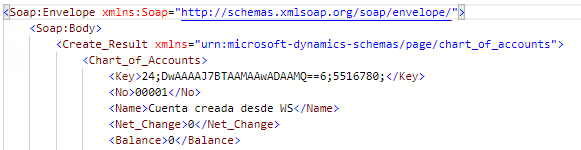 <Soap:Envelope xmlns:Soap="http://schemas.xmlsoap.org/soap/envelope/">
<Soap:Body>
<Create_Result xmlns="urn:microsoft-dynamics-schemas/page/chart_of_accounts">
<Chart_of_Accounts>
<Key>24;DwAAAAJ7BTAAMAAwADAAMQ==6;5516780;</Key>
<No>00001</No>
<Name>Cuenta creada desde WS</Name>
<Net_Change>0</Net_Change>
<Balance>0</Balance>